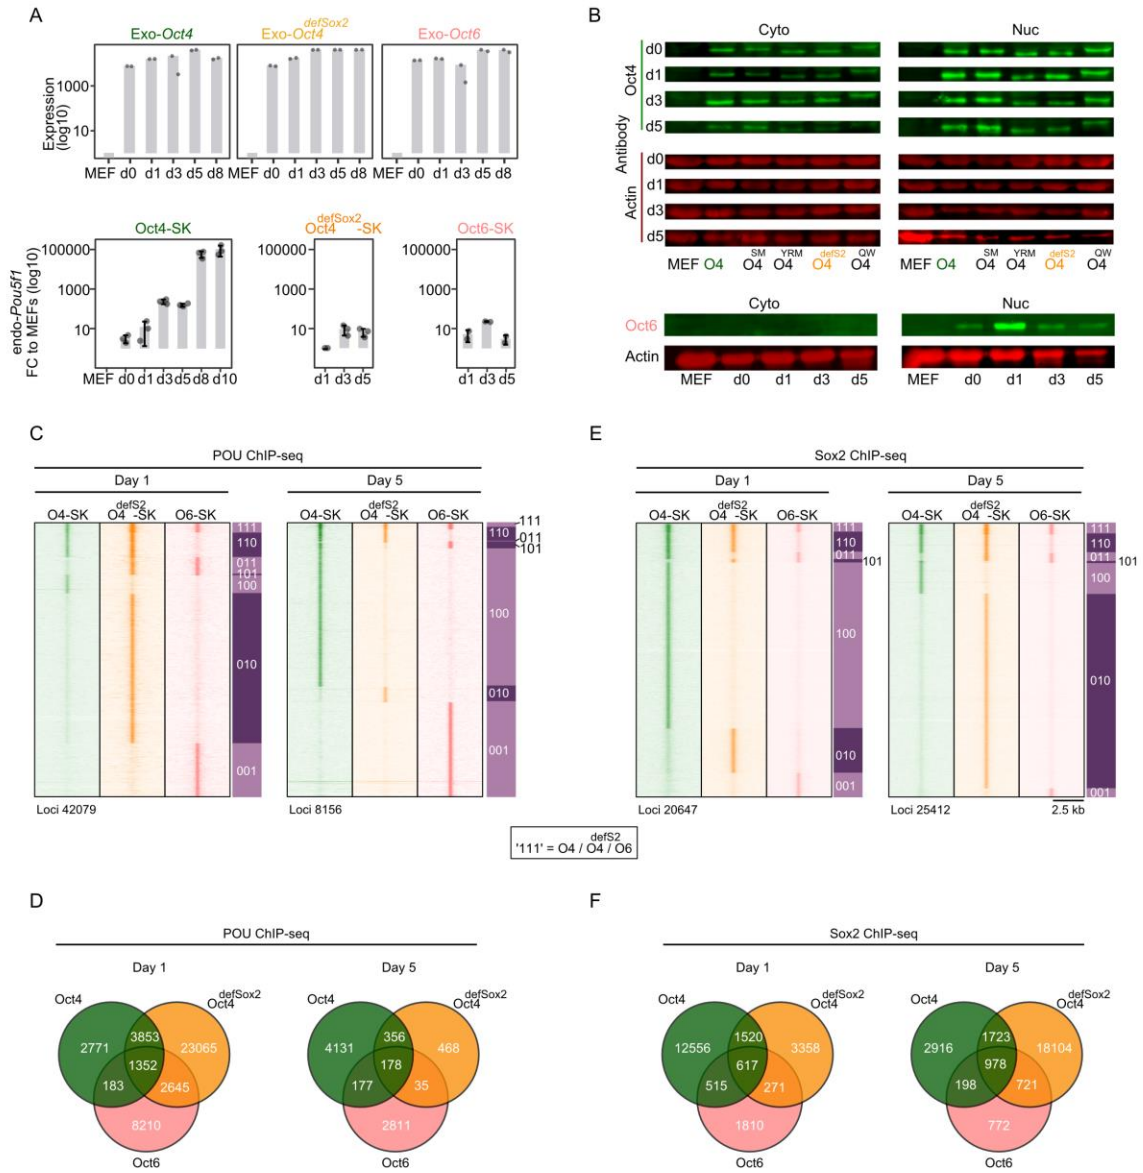 A
Exo-Oct4
Exo-Oct4 defSox2
Exo-Oct6
Expression
(log10)
1000
10
MEF d0 d1 d3 d5 d8
MEF d0 d1 d3 d5 d8
MEF d0 d1 d3 d5 d8
Oct4-SK
Oct4 defSox2 -SK
Oct6-SK
endo-Pou5f1
FC to MEFs (log10)
100000
1000
10
MEF d0 d1 d3 d5 d8 d10
100000
1000
10
d1 d3 d5
100000
1000
10
d1 d3 d5
B
Cyto
Nuc
Antibody
Oct4
d0
d1
d3
d5
Actin
d0
d1
d3
d5
MEF O4 O4 SM O4 YRM O4 defS2 O4 QW
MEF O4 O4 SM O4 YRM O4 defS2 O4 QW
Cyto
Nuc
Oct6
Actin
MEF d0 d1 d3 d5
MEF d0 d1 d3 d5
C
POU ChIP-seq
Day 1
Day 5
O4-SK O4 defS2 -SK O6-SK
O4-SK O4 defS2 -SK O6-SK
111
110
011
101
100
010
001
111
110
011
101
100
010
001
Loci 42079
Loci 8156
E
Sox2 ChIP-seq
Day 1
Day 5
O4-SK O4 defS2 -SK O6-SK
O4-SK O4 defS2 -SK O6-SK
111
110
011
101
100
010
001
111
110
011
101
100
010
001
Loci 20647
Loci 25412
2.5 kb
'111' = O4 / O4 defS2 / O6
D
POU ChIP-seq
Day 1
Day 5
Oct4
Oct4 defSox2
2771
3853
23065
1352
183
2645
8210
Oct6
Oct4
Oct4 defSox2
4131
356
468
178
177
35
2811
Oct6
F
Sox2 ChIP-seq
Day 1
Day 5
Oct4
Oct4 defSox2
12556
1520
3358
617
515
271
1810
Oct6
Oct4
Oct4 defSox2
2916
1723
18104
978
198
721
772
Oct6